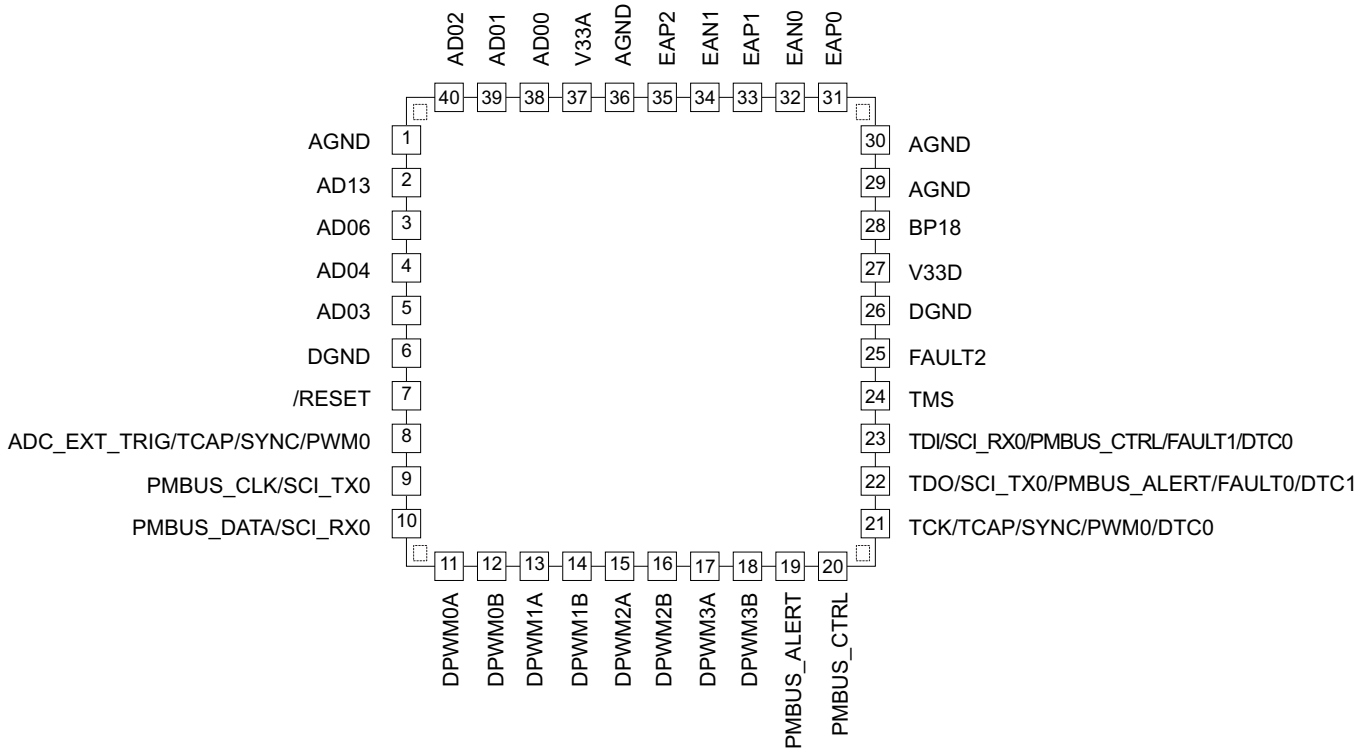 AD02
AD01
AD00
V33A
AGND
EAP2
EAN1
EAP1
EAN0
EAP0
40
39
38
37
36
35
34
33
32
31
AGND 1
AD13 2
AD06 3
AD04 4
AD03 5
DGND 6
/RESET 7
ADC_EXT_TRIG/TCAP/SYNC/PWM0 8
PMBUS_CLK/SCI_TX0 9
PMBUS_DATA/SCI_RX0 10
30 AGND
29 AGND
28 BP18
27 V33D
26 DGND
25 FAULT2
24 TMS
23 TDI/SCI_RX0/PMBUS_CTRL/FAULT1/DTC0
22 TDO/SCI_TX0/PMBUS_ALERT/FAULT0/DTC1
21 TCK/TCAP/SYNC/PWM0/DTC0
11
12
13
14
15
16
17
18
19
20
DPWM0A
DPWM0B
DPWM1A
DPWM1B
DPWM2A
DPWM2B
DPWM3A
DPWM3B
PMBUS_ALERT
PMBUS_CTRL